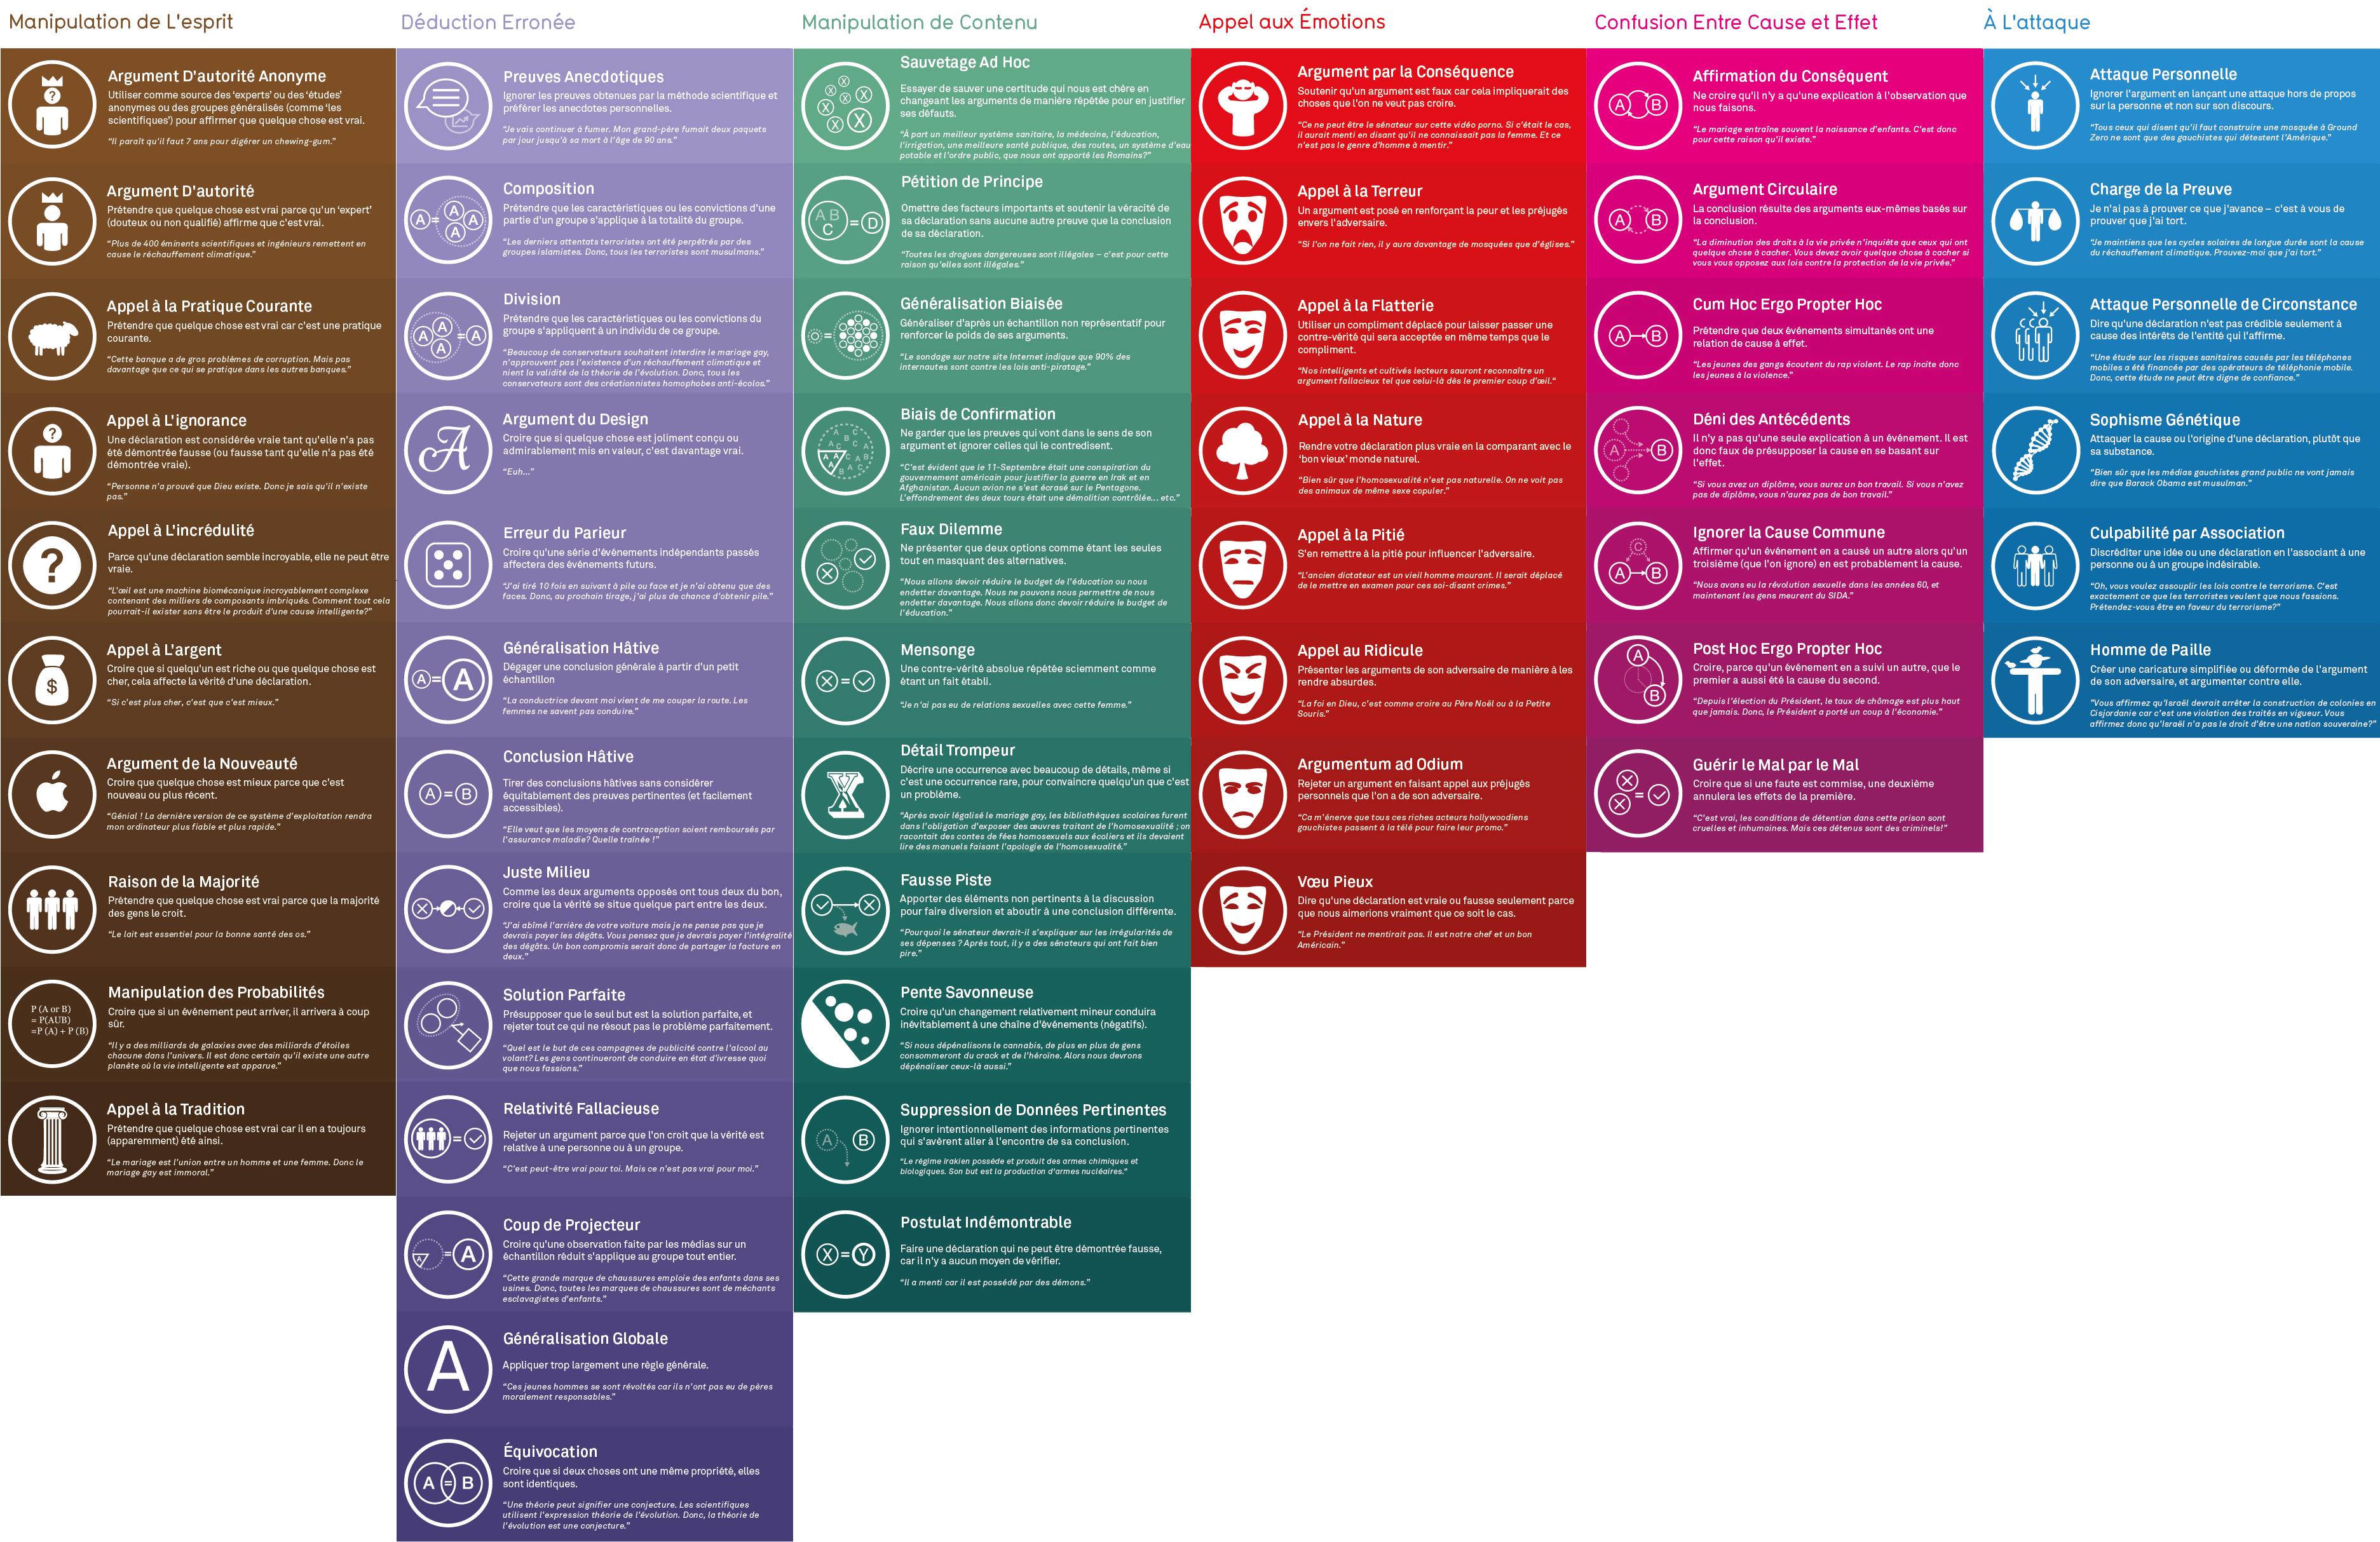 Manipulation de L'esprit
Argument D'autorité Anonyme
Utiliser comme source des 'experts' ou des 'études'
anonymes ou des groupes généralisés (comme 'les
scientifiques') pour affirmer que quelque chose est vrai.
"Il paraît qu'il faut 7 ans pour digérer un chewing-gum."
Argument D'autorité
Prétendre que quelque chose est vrai parce qu'un 'expert'
(douteux ou non qualifié) affirme que c'est vrai.
"Plus de 400 éminents scientifiques et ingénieurs remettent en
cause le réchauffement climatique."
Appel à la Pratique Courante
Prétendre que quelque chose est vrai car c'est une pratique
courante.
"Cette banque a de gros problèmes de corruption. Mais pas
davantage que ce qui se pratique dans les autres banques."
?
Appel à L'ignorance
Une déclaration est considérée vraie tant qu'elle n'a pas
été démontrée fausse (ou fausse tant qu'elle n'a pas été
démontrée vraie).
"Personne n'a prouvé que Dieu existe. Donc je sais qu'il n'existe
pas."
?
Appel à L'incrédulité
Parce qu'une déclaration semble incroyable, elle ne peut être
vraie.
"L'œil est une machine biomécanique incroyablement complexe
contenant des milliers de composants imbriqués. Comment tout cela
pourrait-il exister sans être le produit d'une cause intelligente?"
$
Appel à L'argent
Croire que si quelqu'un est riche ou que quelque chose est
cher, cela affecte la vérité d'une déclaration.
"Si c'est plus cher, c'est que c'est mieux."
Argument de la Nouveauté
Croire que quelque chose est mieux parce que c'est
nouveau ou plus récent.
"Génial ! La dernière version de ce système d'exploitation rendra
mon ordinateur plus fiable et plus rapide."
Raison de la Majorité
Prétendre que quelque chose est vrai parce que la majorité
des gens le croit.
"Le lait est essentiel pour la bonne santé des os."
P (A or B)
= P(AUB)
=P (A) + P (B)
Manipulation des Probabilités
Croire que si un événement peut arriver, il arrivera à coup
sûr.
"Il y a des milliards de galaxies avec des milliards d'étoiles
chacune dans l'univers. Il est donc certain qu'il existe une autre
planète où la vie intelligente est apparue."
Appel à la Tradition
Prétendre que quelque chose est vrai car il en a toujours
(apparemment) été ainsi.
"Le mariage est l'union entre un homme et une femme. Donc le
mariage gay est immoral."
Déduction Erronée
Preuves Anecdotiques
Ignorer les preuves obtenues par la méthode scientifique et
préférer les anecdotes personnelles.
"Je vais continuer à fumer. Mon grand-père fumait deux paquets
par jour jusqu'à sa mort à l'âge de 90 ans."
Composition
Prétendre que les caractéristiques ou les convictions d'une
partie d'un groupe s'applique à la totalité du groupe.
"Les derniers attentats terroristes ont été perpétrés par des
groupes islamistes. Donc, tous les terroristes sont musulmans."
Division
Prétendre que les caractéristiques ou les convictions du
groupe s'appliquent à un individu de ce groupe.
"Beaucoup de conservateurs souhaitent interdire le mariage gay,
n'approuvent pas l'existence d'un réchauffement climatique et
nient la validité de la théorie de l'évolution. Donc, tous les
conservateurs sont des créationnistes homophobes anti-écolos."
A
Argument du Design
Croire que si quelque chose est joliment conçu ou
admirablement mis en valeur, c'est davantage vrai.
"Euh..."
Erreur du Parieur
Croire qu'une série d'événements indépendants passés
affectera des événements futurs.
"J'ai tiré 10 fois en suivant à pile ou face et je n'ai obtenu que des
faces. Donc, au prochain tirage, j'ai plus de chance d'obtenir pile."
A = A
Généralisation Hâtive
Dégager une conclusion générale à partir d'un petit
échantillon
"La conductrice devant moi vient de me couper la route. Les
femmes ne savent pas conduire."
A = B
Conclusion Hâtive
Tirer des conclusions hâtives sans considérer
équitablement des preuves pertinentes (et facilement
accessibles).
"Elle veut que les moyens de contraception soient remboursés par
l'assurance maladie? Quelle traînée !"
Juste Milieu
Comme les deux arguments opposés ont tous deux du bon,
croire que la vérité se situe quelque part entre les deux.
"J'ai abîmé l'arrière de votre voiture mais je ne pense pas que je
devrais payer les dégâts. Vous pensez que je devrais payer l'intégralité
des dégâts. Un bon compromis serait donc de partager la facture en
deux."
Solution Parfaite
Présupposer que le seul but est la solution parfaite, et
rejeter tout ce qui ne résout pas le problème parfaitement.
"Quel est le but de ces campagnes de publicité contre l'alcool au
volant? Les gens continueront de conduire en état d'ivresse quoi
que nous fassions."
Relativité Fallacieuse
Rejeter un argument parce que l'on croit que la vérité est
relative à une personne ou à un groupe.
"C'est peut-être vrai pour toi. Mais ce n'est pas vrai pour moi."
Coup de Projecteur
Croire qu'une observation faite par les médias sur un
échantillon réduit s'applique au groupe tout entier.
"Cette grande marque de chaussures emploie des enfants dans ses
usines. Donc, toutes les marques de chaussures sont de méchants
esclavagistes d'enfants."
A
Généralisation Globale
Appliquer trop largement une règle générale.
"Ces jeunes hommes se sont révoltés car ils n'ont pas eu de pères
moralement responsables."
A = B
Équivocation
Croire que si deux choses ont une même propriété, elles
sont identiques.
"Une théorie peut signifier une conjecture. Les scientifiques
utilisent l'expression théorie de l'évolution. Donc, la théorie de
l'évolution est une conjecture."
Manipulation de Contenu
Sauvetage Ad Hoc
Essayer de sauver une certitude qui nous est chère en
changeant les arguments de manière répétée pour en justifier
ses défauts.
"À part un meilleur système sanitaire, la médecine, l'éducation,
l'irrigation, une meilleure santé publique, des routes, un système d'eau
potable et l'ordre public, que nous ont apporté les Romains?"
A B
C = D
Pétition de Principe
Omettre des facteurs importants et soutenir la véracité de
sa déclaration sans aucune autre preuve que la conclusion
de sa déclaration.
"Toutes les drogues dangereuses sont illégales – c'est pour cette
raison qu'elles sont illégales."
Généralisation Biaisée
Généraliser d'après un échantillon non représentatif pour
renforcer le poids de ses arguments.
"Le sondage sur notre site Internet indique que 90% des
internautes sont contre les lois anti-piratage."
Biais de Confirmation
Ne garder que les preuves qui vont dans le sens de son
argument et ignorer celles qui le contredisent.
"C'est évident que le 11-Septembre était une conspiration du
gouvernement américain pour justifier la guerre en Irak et en
Afghanistan. Aucun avion ne s'est écrasé sur le Pentagone.
L'effondrement des deux tours était une démolition contrôlée... etc."
Faux Dilemme
Ne présenter que deux options comme étant les seules
tout en masquant des alternatives.
"Nous allons devoir réduire le budget de l'éducation ou nous
endetter davantage. Nous ne pouvons nous permettre de nous
endetter davantage. Nous allons donc devoir réduire le budget de
l'éducation."
Mensonge
Une contre-vérité absolue répétée sciemment comme
étant un fait établi.
"Je n'ai pas eu de relations sexuelles avec cette femme."
Détail Trompeur
Décrire une occurrence avec beaucoup de détails, même si
c'est une occurrence rare, pour convaincre quelqu'un que c'est
un problème.
"Après avoir légalisé le mariage gay, les bibliothèques scolaires furent
dans l'obligation d'exposer des œuvres traitant de l'homosexualité ; on
racontait des contes de fées homosexuels aux écoliers et ils devaient
lire des manuels faisant l'apologie de l'homosexualité."
Fausse Piste
Apporter des éléments non pertinents à la discussion
pour faire diversion et aboutir à une conclusion différente.
"Pourquoi le sénateur devrait-il s'expliquer sur les irrégularités de
ses dépenses ? Après tout, il y a des sénateurs qui ont fait bien
pire."
Pente Savonneuse
Croire qu'un changement relativement mineur conduira
inévitablement à une chaîne d'événements (négatifs).
"Si nous dépénalisons le cannabis, de plus en plus de gens
consommeront du crack et de l'héroïne. Alors nous devrons
dépénaliser ceux-là aussi."
A B
Suppression de Données Pertinentes
Ignorer intentionnellement des informations pertinentes
qui s'avèrent aller à l'encontre de sa conclusion.
"Le régime Irakien possède et produit des armes chimiques et
biologiques. Son but est la production d'armes nucléaires."
X = Y
Postulat Indémontrable
Faire une déclaration qui ne peut être démontrée fausse,
car il n'y a aucun moyen de vérifier.
"Il a menti car il est possédé par des démons."
Appel aux Émotions
Argument par la Conséquence
Soutenir qu'un argument est faux car cela impliquerait des
choses que l'on ne veut pas croire.
"Ce ne peut être le sénateur sur cette vidéo porno. Si c'était le cas,
il aurait menti en disant qu'il ne connaissait pas la femme. Et ce
n'est pas le genre d'homme à mentir."
Appel à la Terreur
Un argument est posé en renforçant la peur et les préjugés
envers l'adversaire.
"Si l'on ne fait rien, il y aura davantage de mosquées que d'églises."
Appel à la Flatterie
Utiliser un compliment déplacé pour laisser passer une
contre-vérité qui sera acceptée en même temps que le
compliment.
"Nos intelligents et cultivés lecteurs sauront reconnaître un
argument fallacieux tel que celui-là dès le premier coup d'œil."
Appel à la Nature
Rendre votre déclaration plus vraie en la comparant avec le
'bon vieux' monde naturel.
"Bien sûr que l'homosexualité n'est pas naturelle. On ne voit pas
des animaux de même sexe copuler."
Appel à la Pitié
S'en remettre à la pitié pour influencer l'adversaire.
"L'ancien dictateur est un vieil homme mourant. Il serait déplacé
de le mettre en examen pour ces soi-disant crimes."
Appel au Ridicule
Présenter les arguments de son adversaire de manière à les
rendre absurdes.
"La foi en Dieu, c'est comme croire au Père Noël ou à la Petite
Souris."
Argumentum ad Odium
Rejeter un argument en faisant appel aux préjugés
personnels que l'on a de son adversaire.
"Ca m'énerve que tous ces riches acteurs hollywoodiens
gauchistes passent à la télé pour faire leur promo."
Vœu Pieux
Dire qu'une déclaration est vraie ou fausse seulement parce
que nous aimerions vraiment que ce soit le cas.
"Le Président ne mentirait pas. Il est notre chef et un bon
Américain."
Confusion Entre Cause et Effet
A B
Affirmation du Conséquent
Ne croire qu'il n'y a qu'une explication à l'observation que
nous faisons.
"Le mariage entraîne souvent la naissance d'enfants. C'est donc
pour cette raison qu'il existe."
A B
Argument Circulaire
La conclusion résulte des arguments eux-mêmes basés sur
la conclusion.
"La diminution des droits à la vie privée n'inquiète que ceux qui ont
quelque chose à cacher. Vous devez avoir quelque chose à cacher si
vous vous opposez aux lois contre la protection de la vie privée."
A B
Cum Hoc Ergo Propter Hoc
Prétendre que deux événements simultanés ont une
relation de cause à effet.
"Les jeunes des gangs écoutent du rap violent. Le rap incite donc
les jeunes à la violence."
A B
Déni des Antécédents
Il n'y a pas qu'une seule explication à un événement. Il est
donc faux de présupposer la cause en se basant sur
l'effet.
"Si vous avez un diplôme, vous aurez un bon travail. Si vous n'avez
pas de diplôme, vous n'aurez pas de bon travail."
C
A B
Ignorer la Cause Commune
Affirmer qu'un événement en a causé un autre alors qu'un
troisième (que l'on ignore) en est probablement la cause.
"Nous avons eu la révolution sexuelle dans les années 60, et
maintenant les gens meurent du SIDA."
A
B
Post Hoc Ergo Propter Hoc
Croire, parce qu'un événement en a suivi un autre, que le
premier a aussi été la cause du second.
"Depuis l'élection du Président, le taux de chômage est plus haut
que jamais. Donc, le Président a porté un coup à l'économie."
Guérir le Mal par le Mal
Croire que si une faute est commise, une deuxième
annulera les effets de la première.
"C'est vrai, les conditions de détention dans cette prison sont
cruelles et inhumaines. Mais ces détenus sont des criminels!"
À L'attaque
Attaque Personnelle
Ignorer l'argument en lançant une attaque hors de propos
sur la personne et non sur son discours.
"Tous ceux qui disent qu'il faut construire une mosquée à Ground
Zero ne sont que des gauchistes qui détestent l'Amérique."
Charge de la Preuve
Je n'ai pas à prouver ce que j'avance – c'est à vous de
prouver que j'ai tort.
"Je maintiens que les cycles solaires de longue durée sont la cause
du réchauffement climatique. Prouvez-moi que j'ai tort."
Attaque Personnelle de Circonstance
Dire qu'une déclaration n'est pas crédible seulement à
cause des intérêts de l'entité qui l'affirme.
"Une étude sur les risques sanitaires causés par les téléphones
mobiles a été financée par des opérateurs de téléphonie mobile.
Donc, cette étude ne peut être digne de confiance."
Sophisme Génétique
Attaquer la cause ou l'origine d'une déclaration, plutôt que
sa substance.
"Bien sûr que les médias gauchistes grand public ne vont jamais
dire que Barack Obama est musulman."
Culpabilité par Association
Discréditer une idée ou une déclaration en l'associant à une
personne ou à un groupe indésirable.
"Oh, vous voulez assouplir les lois contre le terrorisme. C'est
exactement ce que les terroristes veulent que nous fassions.
Prétendez-vous être en faveur du terrorisme?"
Homme de Paille
Créer une caricature simplifiée ou déformée de l'argument
de son adversaire, et argumenter contre elle.
"Vous affirmez qu'Israël devrait arrêter la construction de colonies en
Cisjordanie car c'est une violation des traités en vigueur. Vous
affirmez donc qu'Israël n'a pas le droit d'être une nation souveraine?"